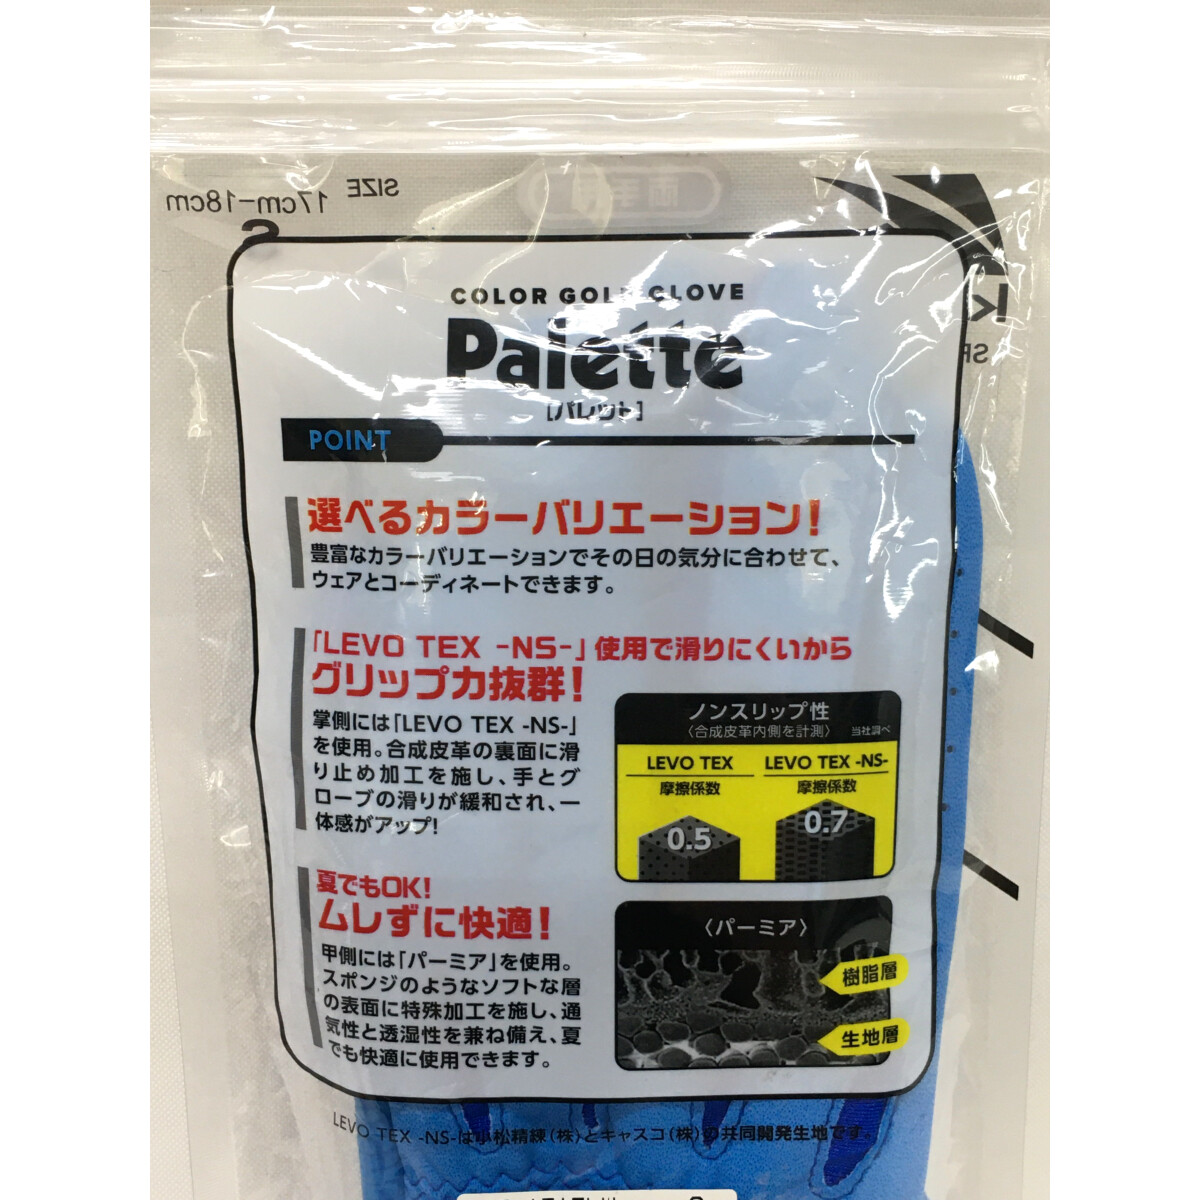 SIZE
17cm-18cm
S
両手用
COLOR GOLF GLOVE
Palette
[パレット]
POINT
選べるカラーバリエーション!
豊富なカラーバリエーションでその日の気分に合わせて、
ウェアとコーディネートできます。
「LEVO TEX -NS-」使用で滑りにくいから
グリップ力抜群!
掌側には「LEVO TEX -NS-」
を使用。合成皮革の裏面に滑
り止め加工を施し、手とグ
ローブの滑りが緩和され、一
体感がアップ!
ノンスリップ性
〈合成皮革内側を計測〉 当社調べ
LEVO TEX
摩擦係数
0.5
LEVO TEX -NS-
摩擦係数
0.7
夏でもOK!
ムレずに快適!
甲側には「パーミア」を使用。
スポンジのようなソフトな層
の表面に特殊加工を施し、通
気性と透湿性を兼ね備え、夏
でも快適に使用できます。
〈パーミア〉
樹脂層
生地層
LEVO TEX -NS-は小松精練(株)とキャスコ(株)の共同開発生地です。